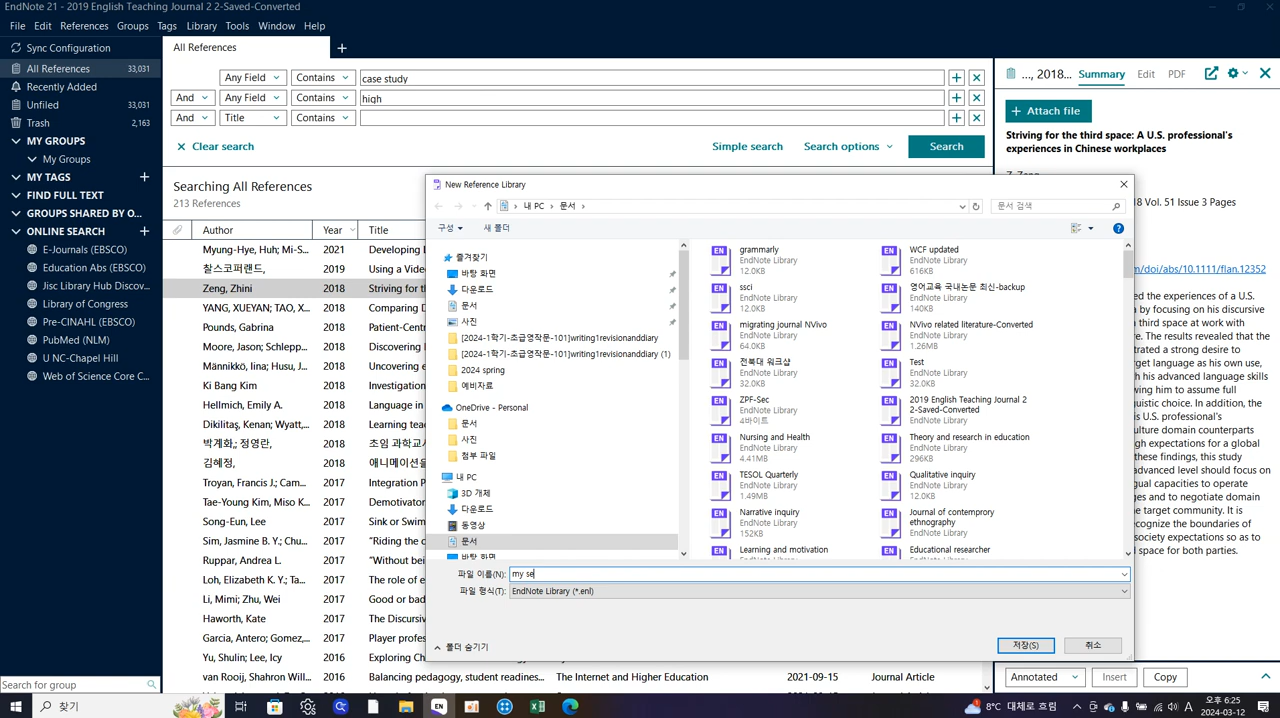 EndNote 21 - 2019 English Teaching Journal 2 2-Saved-Converted
File Edit References Groups Tags Library Tools Window Help
Sync Configuration
All References 33,031
Recently Added
Unfiled 33,031
Trash 2,163
MY GROUPS
My Groups
MY TAGS
FIND FULL TEXT
GROUPS SHARED BY O...
ONLINE SEARCH
E-Journals (EBSCO)
Education Abs (EBSCO)
Jisc Library Hub Discov...
Library of Congress
Pre-CINAHL (EBSCO)
PubMed (NLM)
U NC-Chapel Hill
Web of Science Core C...
Search for group
All References
Any Field Contains case study
And Any Field Contains high
And Title Contains
Clear search Simple search Search options Search
Searching All References
213 References
Author Year Title
Myung-Hye, Huh; Mi-S... 2021 Developing
찰스코퍼랜드, 2019 Using a Vide
Zeng, Zhini 2018 Striving for t
YANG, XUEYAN; TAO, X... 2018 Comparing
Pounds, Gabrina 2018 Patient-Centr
Moore, Jason; Schlepp... 2018 Discovering
Männikkö, Iina; Husu, J... 2018 Uncovering e
Ki Bang Kim 2018 Investigation
Hellmich, Emily A. 2018 Language in
Dikilitaş, Kenan; Wyatt,... 2018 Learning teac
박계화,; 정영란, 2018 초임 과학교사
김혜정, 2018 애니메이션을
Troyan, Francis J.; Cam... 2018 Integration P
Tae-Young Kim, Miso K... 2018 Demotivator
Song-Eun, Lee 2017 Sink or Swim
Sim, Jasmine B. Y.; Chu... 2017 "Riding the c
Ruppar, Andrea L. 2017 "Without bei
Loh, Elizabeth K. Y.; Ta... 2017 The role of e
Li, Mimi; Zhu, Wei 2017 Good or bad
Haworth, Kate 2017 The Discursiv
Garcia, Antero; Gomez,... 2017 Player profes
Yu, Shulin; Lee, Icy 2016 Exploring Ch
van Rooij, Shahron Will... 2016 Balancing pedagogy, student readines... The Internet and Higher Education 2021-09-15 Journal Article
New Reference Library
내 PC 문서 문서 검색
구성 새 폴더
즐겨찾기
바탕 화면
다운로드
문서
사진
[2024-1학기-초급영작문-101]writing1revisionanddiary
[2024-1학기-초급영작문-101]writing1revisionanddiary (1)
2024 spring
예비자료
OneDrive - Personal
문서
사진
첨부 파일
내 PC
3D 개체
다운로드
동영상
문서
바탕 화면
grammarly
EndNote Library
12.0KB
WCF updated
EndNote Library
616KB
ssci
EndNote Library
12.0KB
영어교육 국내논문 최신-backup
EndNote Library
140KB
migrating journal NVivo
EndNote Library
64.0KB
NVivo related literature-Converted
EndNote Library
1.26MB
전북대 워크샵
EndNote Library
32.0KB
Test
EndNote Library
32.0KB
ZPF-Sec
EndNote Library
4바이트
2019 English Teaching Journal 2
2-Saved-Converted
EndNote Library
Nursing and Health
EndNote Library
4.41MB
Theory and research in education
EndNote Library
296KB
TESOL Quarterly
EndNote Library
1.49MB
Qualitative inquiry
EndNote Library
12.0KB
Narrative inquiry
EndNote Library
152KB
Journal of contemprory
ethnography
EndNote Library
Learning and motivation
Educational researcher
파일 이름(N): my se
파일 형식(T): EndNote Library (*.enl)
폴더 숨기기 저장(S) 취소
..., 2018... Summary Edit PDF
Attach file
Striving for the third space: A U.S. professional's
experiences in Chinese workplaces
18 Vol. 51 Issue 3 Pages
m/doi/abs/10.1111/flan.12352
ed the experiences of a U.S.
a by focusing on his discursive
n third space at work with
re. The results revealed that the
trated a strong desire to
rget language as his own use,
h his advanced language skills
wing him to assume full
uistic choice. In addition, the
is U.S. professional's
ulture domain counterparts
gh expectations for a global
these findings, this study
dvanced level should focus on
gual capacities to operate
ges and to negotiate domain
e target community. It is
ecognize the boundaries of
society expectations so as to
space for both parties.
Annotated Insert Copy
찾기
EN
8°C 대체로 흐림
A
오후 6:25
2024-03-12